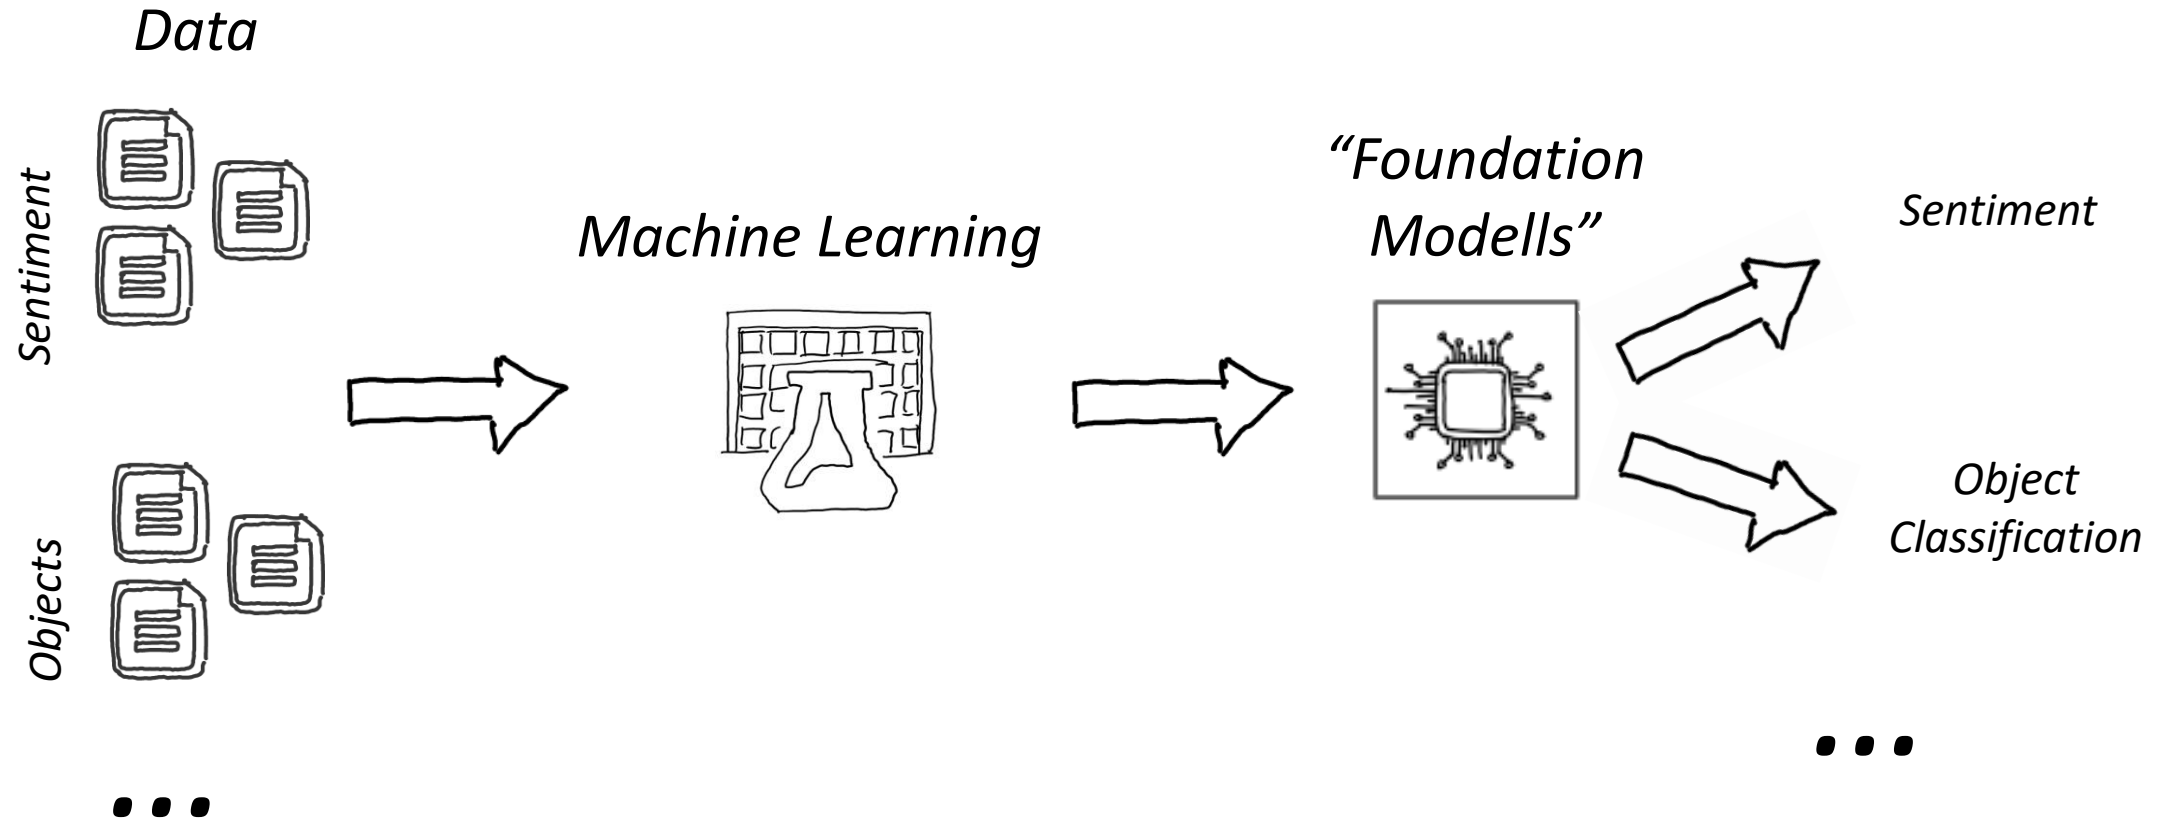 Data
Sentiment
Objects
...
Machine Learning
“Foundation
Modells”
Sentiment
Object
Classification
...